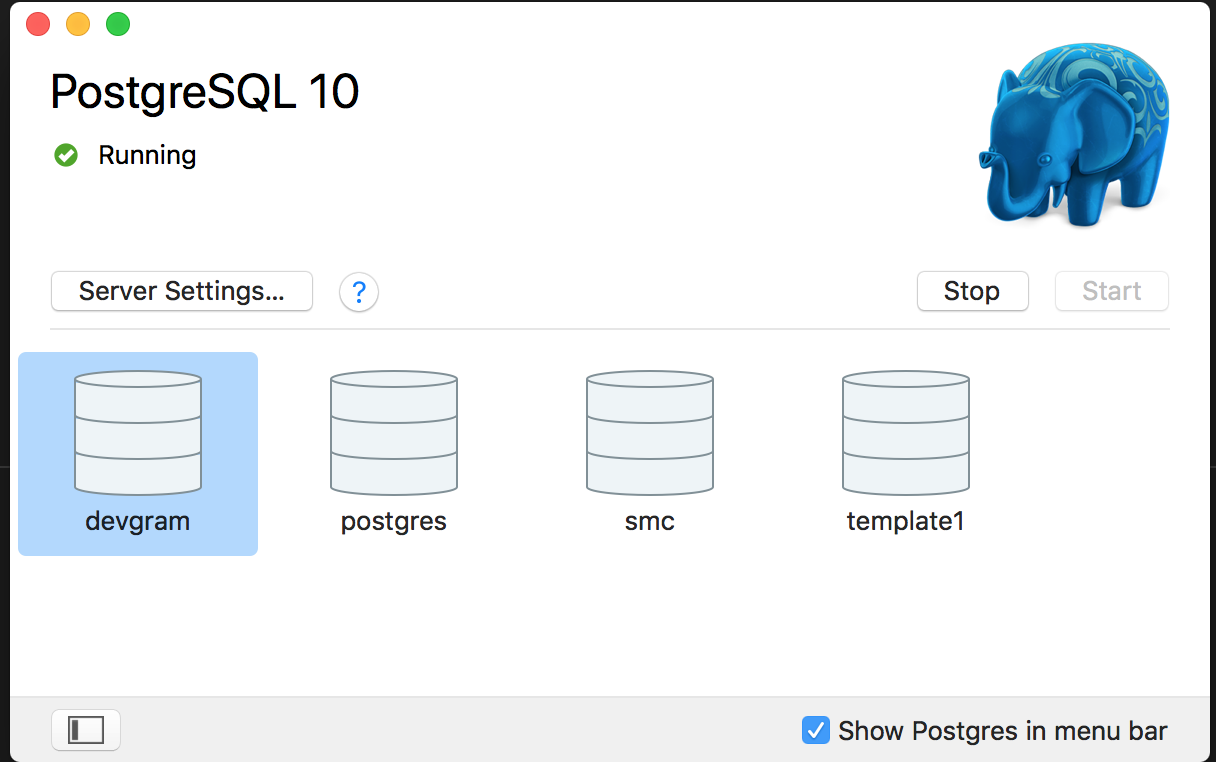 PostgreSQL 10
Running
Server Settings...
?
Stop
Start
devgram
postgres
smc
template1
Show Postgres in menu bar